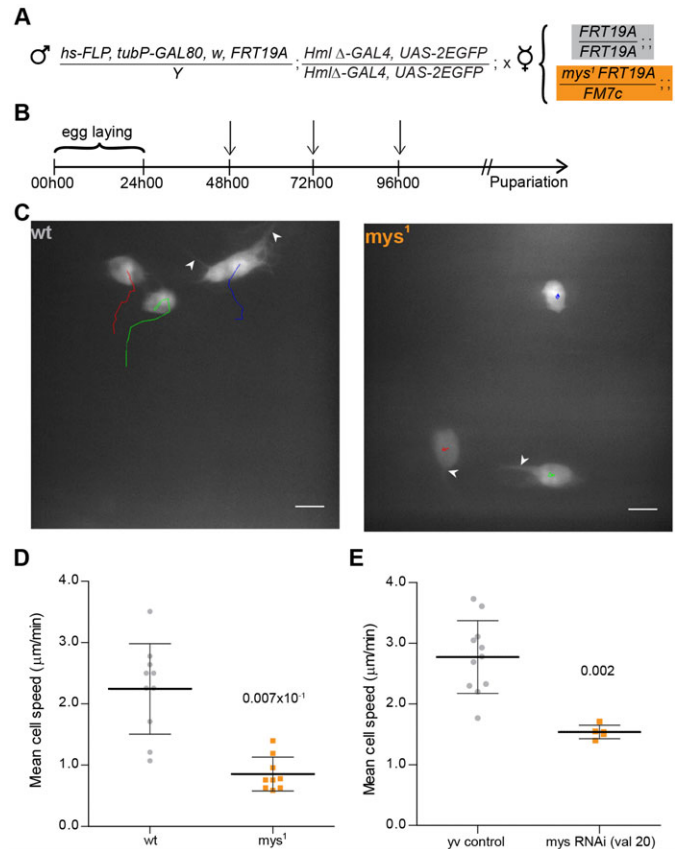 A
♂ hs-FLP, tubP-GAL80, w, FRT19A / Y ; Hml Δ-GAL4, UAS-2EGFP / HmlΔ-GAL4, UAS-2EGFP ; x ☿ { FRT19A / FRT19A ;;
mys¹ FRT19A / FM7c ;;
B
egg laying
00h00 24h00 48h00 72h00 96h00 Pupariation
C
wt
mys¹
D
Mean cell speed (μm/min)
4.0
3.0
2.0
1.0
0.0
0.007x10⁻¹
wt mys¹
E
Mean cell speed (μm/min)
4.0
3.0
2.0
1.0
0.0
0.002
yv control mys RNAi (val 20)